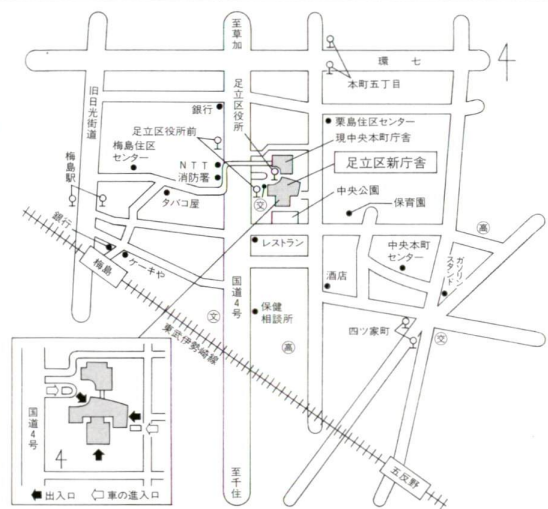 至草加
環七
4
本町五丁目
旧日光街道
銀行
足立区役所
足立区役所前
栗島住区センター
現中央本町庁舎
梅島住区
センター
NTT
消防署
足立区新庁舎
梅島駅
タバコ屋
文
中央公園
保育園
高
銀行
ケーキや
梅島
レストラン
中央本町
センター
ガソリン
スタンド
国道4号
酒店
保健
相談所
文
東武伊勢崎線
高
四ツ家町
文
国道4号
4
出入口
車の進入口
至千住
五反野